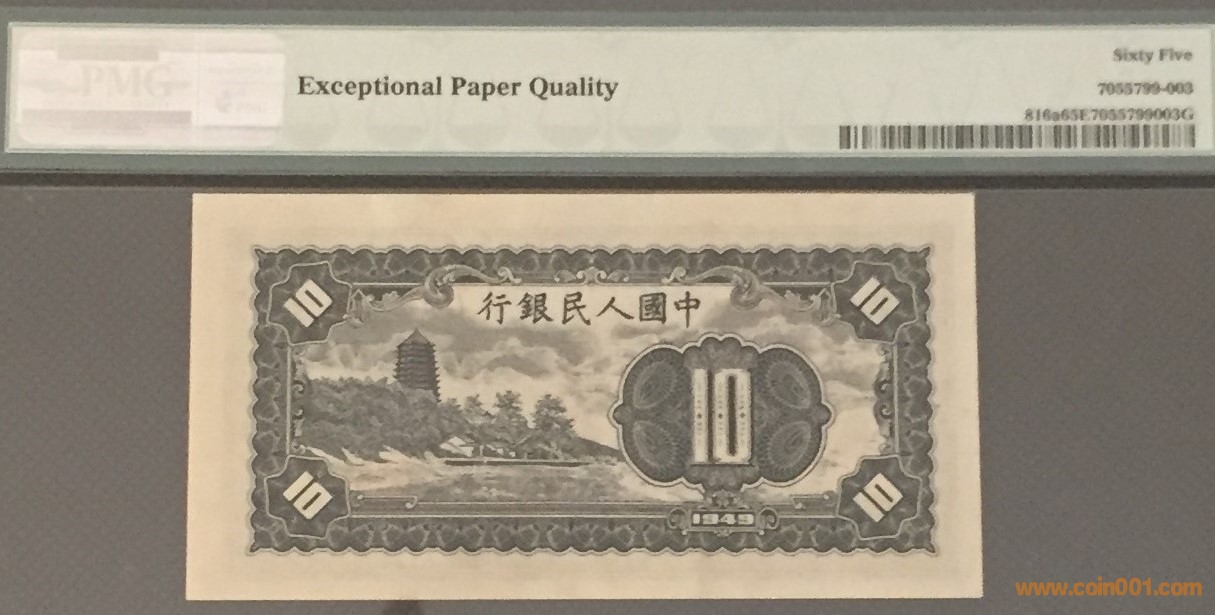 PMG
Exceptional Paper Quality
Sixty Five
7055799-003
816a65E7055799003G
行銀民人國中
10
10
10
10
10
1949
www.coin001.com